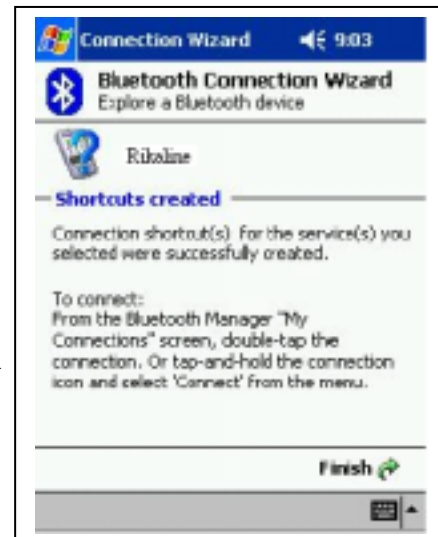 Connection Wizard 9:03
Bluetooth Connection Wizard
Explore a Bluetooth device
Rikaline
Shortcuts created
Connection shortcut(s) for the service(s) you
selected were successfully created.
To connect:
From the Bluetooth Manager "My
Connections" screen, double-tap the
connection. Or tap-and-hold the connection
icon and select 'Connect' from the menu.
Finish